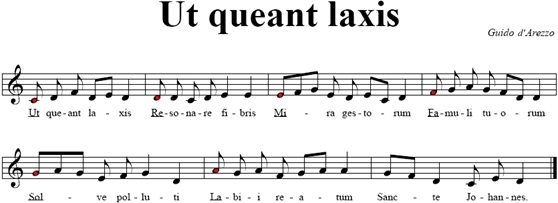 Ut queant laxis
Guido d'Arezzo
Ut que-ant la-xis Re-so-na-re fi-bris Mi-ra ges-to-rum Fa-mu-li tu-o-rum
Sol-ve pol-lu-ti La-bi-i re-a-tum Sanc-te Jo-han-nes.